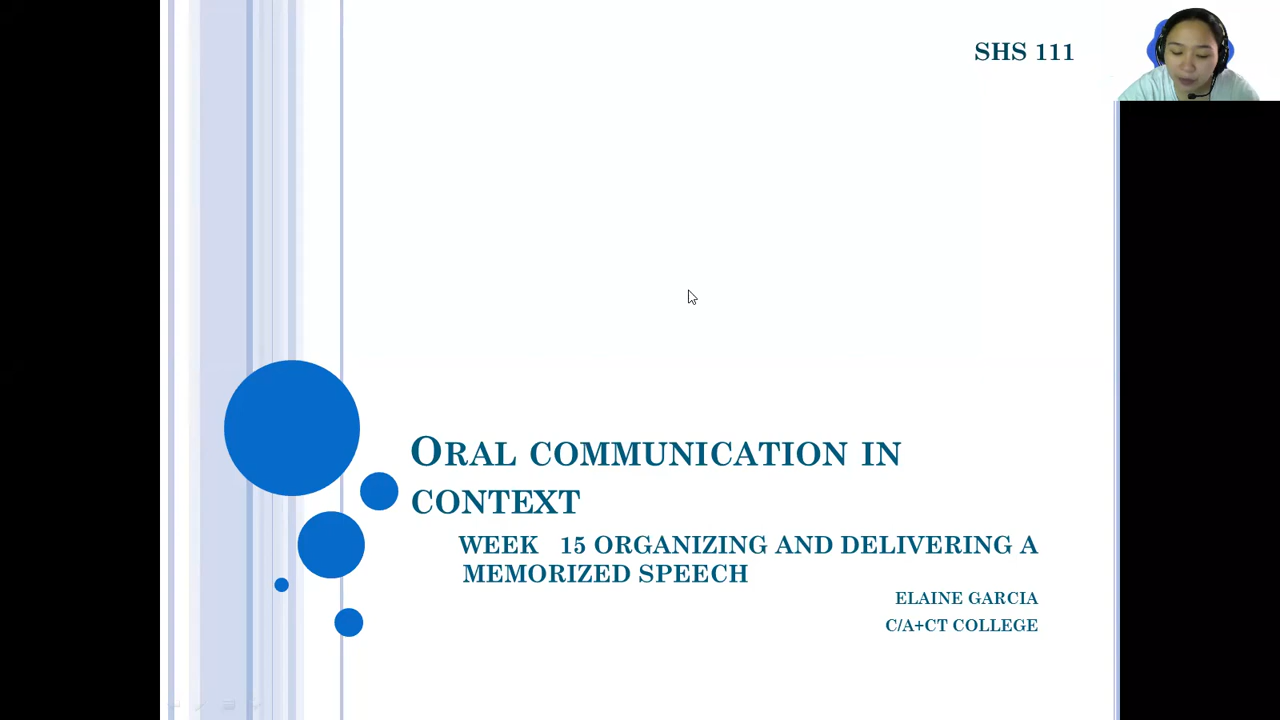 SHS 111
ORAL COMMUNICATION IN
CONTEXT
WEEK 15 ORGANIZING AND DELIVERING A
MEMORIZED SPEECH
ELAINE GARCIA
C/A+CT COLLEGE